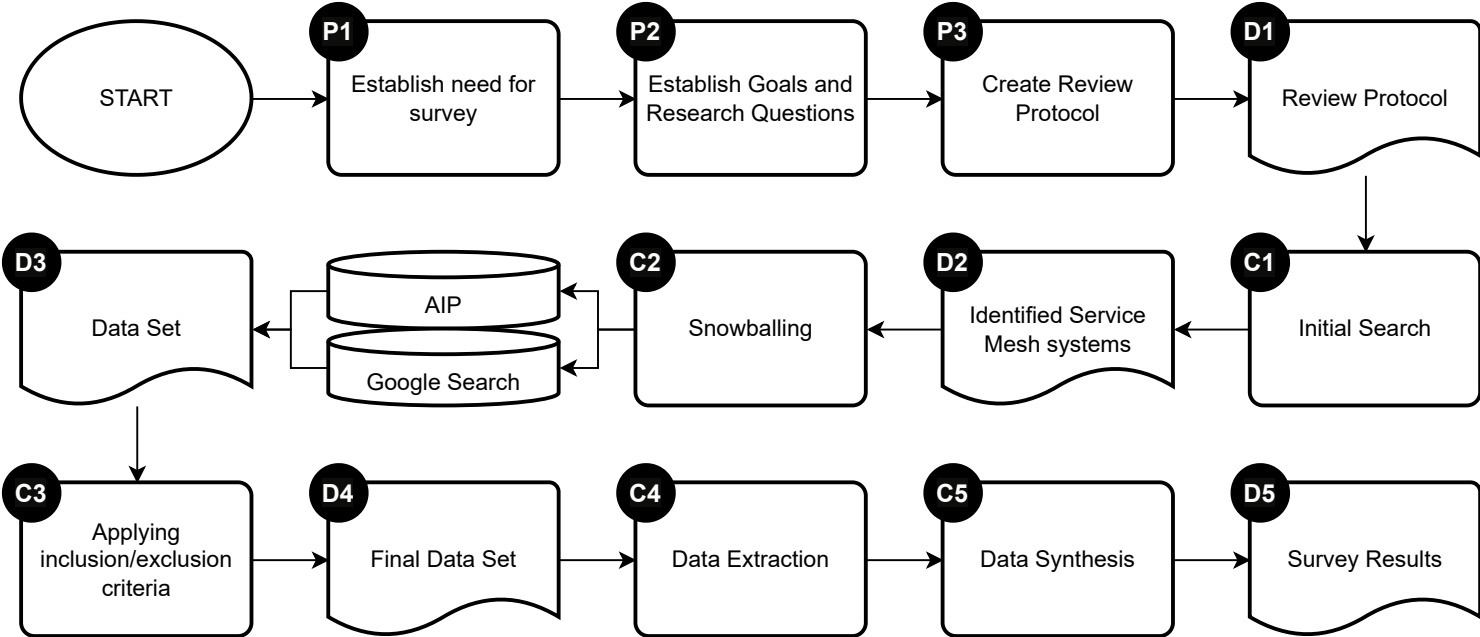 START
P1
Establish need for
survey
P2
Establish Goals and
Research Questions
P3
Create Review
Protocol
D1
Review Protocol
D3
Data Set
AIP
Google Search
C2
Snowballing
D2
Identified Service
Mesh systems
C1
Initial Search
C3
Applying
inclusion/exclusion
criteria
D4
Final Data Set
C4
Data Extraction
C5
Data Synthesis
D5
Survey Results